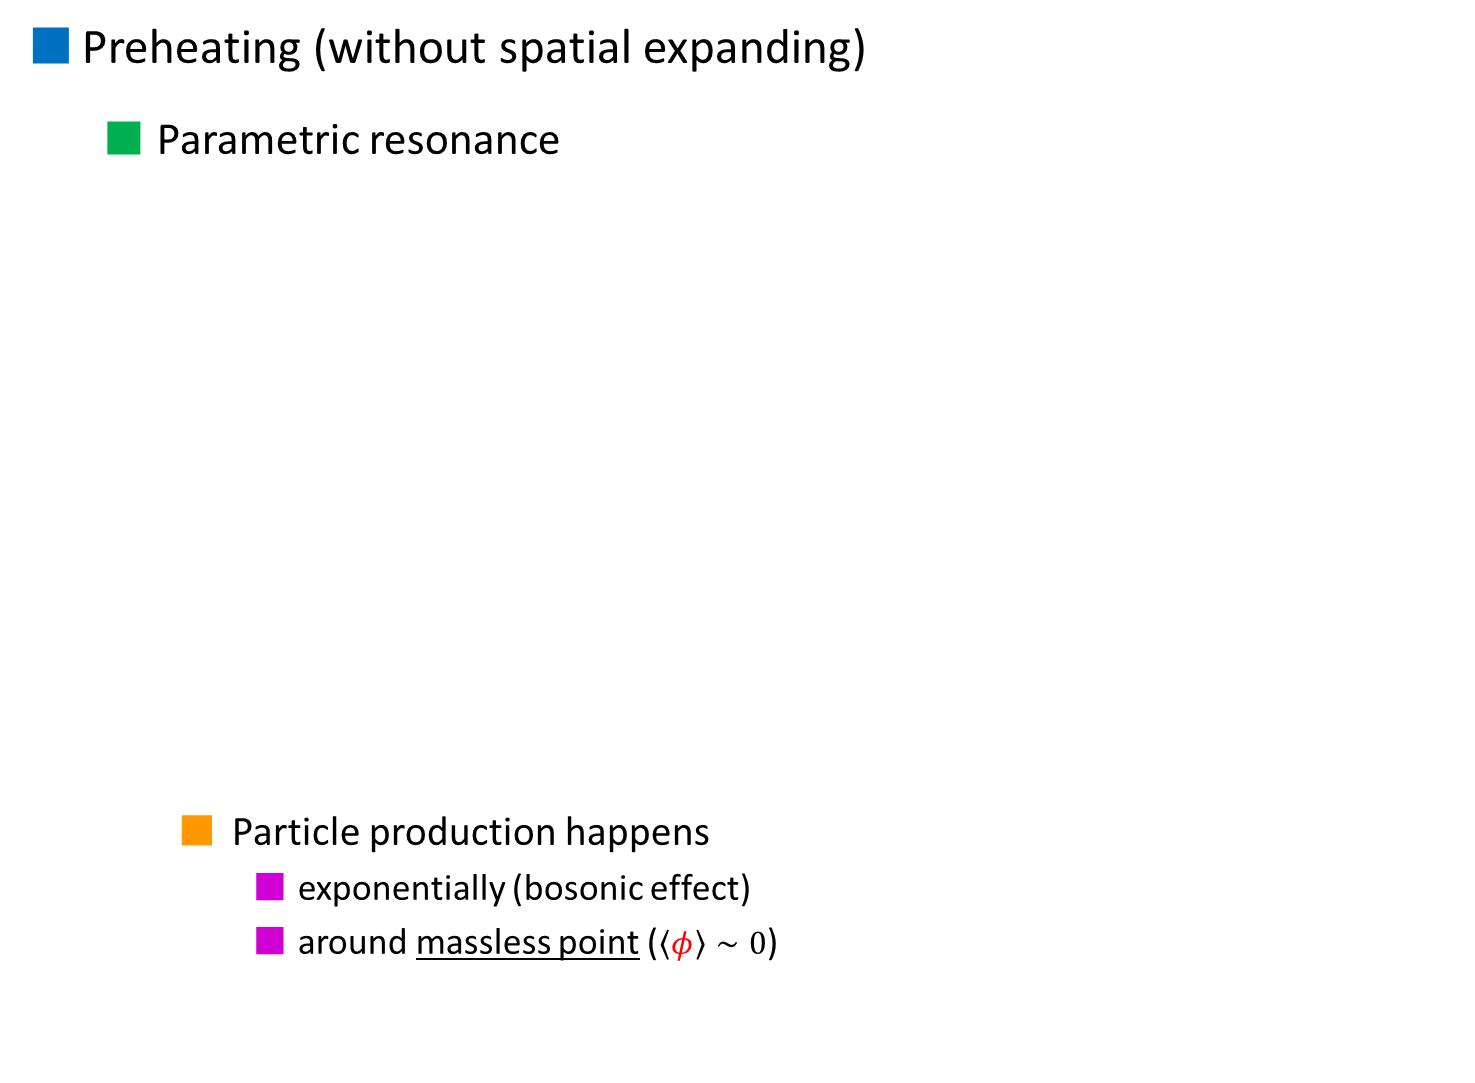 Preheating (without spatial expanding)
Parametric resonance
Particle production happens
exponentially (bosonic effect)
around massless point (⟨ϕ⟩ ~ 0)